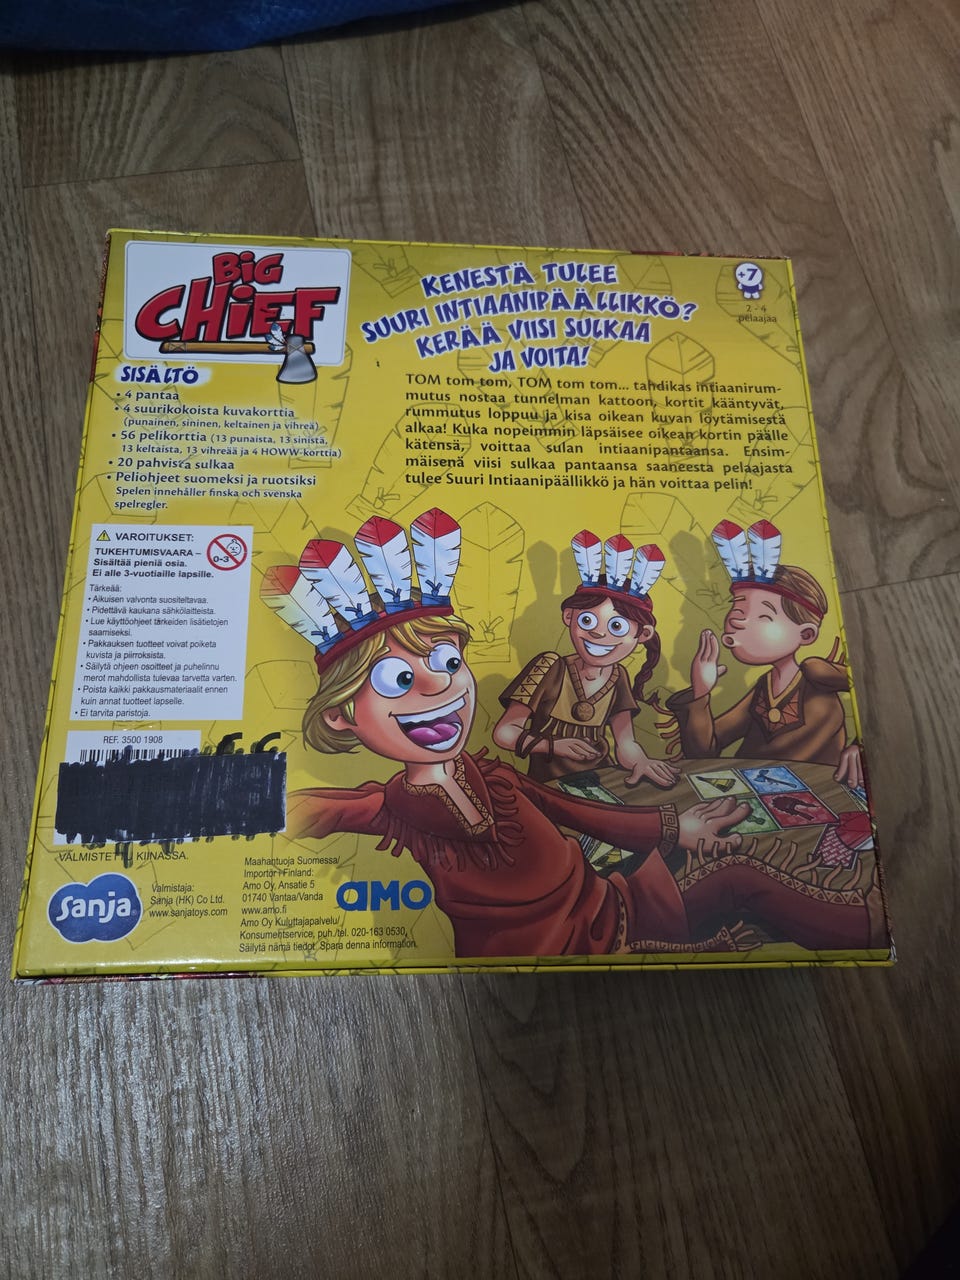 BIG
CHIEF
KENESTÄ TULEE
SUURI INTIAANIPÄÄLLIKKÖ?
KERÄÄ VIISI SULKAA
JA VOITA!
+7
2 - 4
pelaajaa
SISÄLTÖ
• 4 pantaa
• 4 suurikokoista kuvakorttia
(punainen, sininen, keltainen ja vihreä)
• 56 pelikorttia (13 punaista, 13 sinistä,
13 keltaista, 13 vihreää ja 4 HOWW-korttia)
• 20 pahvista sulkaa
• Peliohjeet suomeksi ja ruotsiksi
Spelen innehåller finska och svenska
spelregler.
TOM tom tom, TOM tom tom... tahdikas intiaanirum-
mutus nostaa tunnelman kattoon, kortit kääntyvät,
rummutus loppuu ja kisa oikean kuvan löytämisestä
alkaa! Kuka nopeimmin läpsäisee oikean kortin päälle
kätensä, voittaa sulan intiaanipantaansa. Ensim-
mäisenä viisi sulkaa pantaansa saaneesta pelaajasta
tulee Suuri Intiaanipäällikkö ja hän voittaa pelin!
VAROITUKSET:
TUKEHTUMISVAARA –
Sisältää pieniä osia.
Ei alle 3-vuotiaille lapsille.
0-3
Tärkeää:
• Aikuisen valvonta suositeltavaa.
• Pidettävä kaukana sähkölaitteista.
• Lue käyttöohjeet tärkeiden lisätietojen
saamiseksi.
• Pakkauksen tuotteet voivat poiketa
kuvista ja piirroksista.
• Säilytä ohjeen osoitteet ja puhelinnu
merot mahdollista tulevaa tarvetta varten.
• Poista kaikki pakkausmateriaalit ennen
kuin annat tuotteet lapselle.
• Ei tarvita paristoja.
REF. 3500 1908
VALMISTETTU KIINASSA.
Sanja
Valmistaja:
Sanja (HK) Co Ltd.
www.sanjatoys.com
Maahantuoja Suomessa/
Importör i Finland:
Amo Oy, Ansatie 5
01740 Vantaa/Vanda
www.amo.fi
Amo Oy Kuluttajapalvelu/
Konsumentservice, puh./tel. 020-163 0530,
Säilytä nämä tiedot. Spara denna information.
AMO